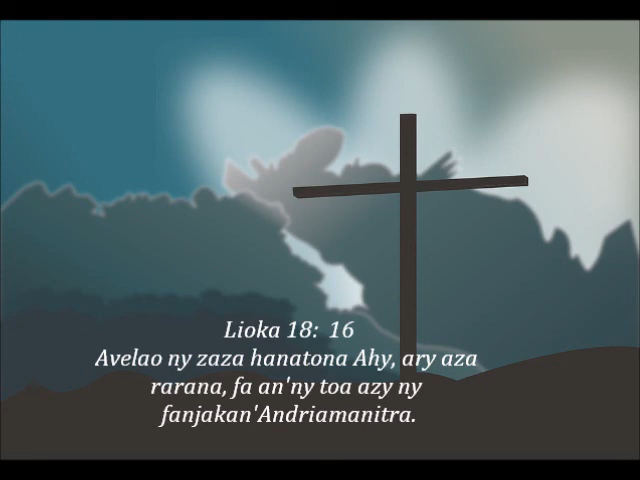 Lioka 18: 16
Avelao ny zaza hanatona Ahy, ary aza
rarana, fa an'ny toa azy ny
fanjakan'Andriamanitra.